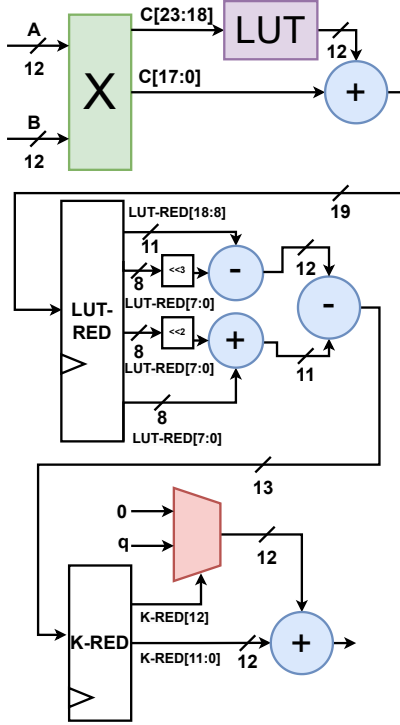 A
12
B
12
X
C[23:18]
LUT
12
C[17:0]
+
19
LUT-RED[18:8]
11
-
12
8
<<3
LUT-RED[7:0]
LUT-
RED
8
<<2
LUT-RED[7:0]
+
-
11
8
LUT-RED[7:0]
13
0
q
12
K-RED
K-RED[12]
K-RED[11:0]
12
+